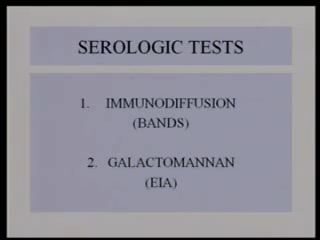 SEROLOGIC TESTS
1. IMMUNODIFFUSION
(BANDS)
2. GALACTOMANNAN
(EIA)